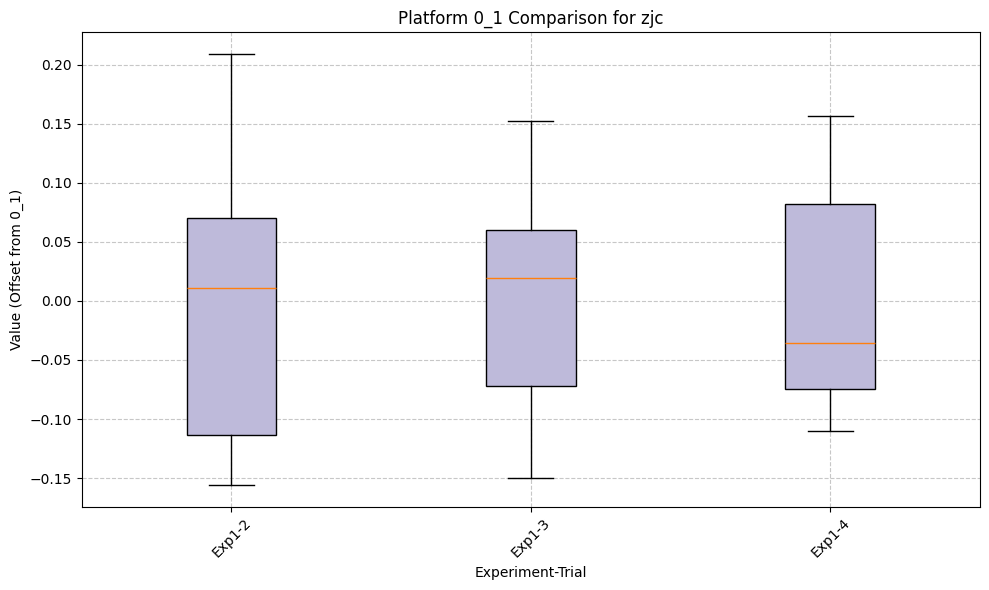 Platform 0_1 Comparison for zjc
Value (Offset from 0_1)
0.20
0.15
0.10
0.05
0.00
−0.05
−0.10
−0.15
Exp1-2
Exp1-3
Exp1-4
Experiment-Trial